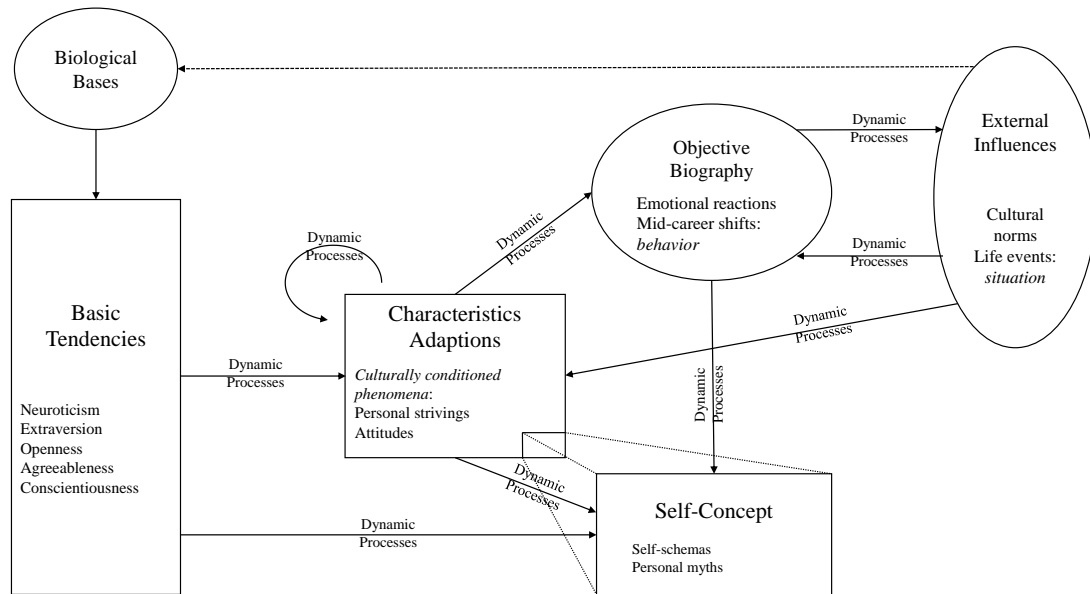 Biological
Bases
Dynamic
Processes
Objective
Biography
Emotional reactions
Mid-career shifts:
behavior
Dynamic
Processes
External
Influences
Cultural
norms
Life events:
situation
Dynamic
Processes
Dynamic
Processes
Dynamic
Processes
Basic
Tendencies
Neuroticism
Extraversion
Openness
Agreeableness
Conscientiousness
Dynamic
Processes
Characteristics
Adaptions
Culturally conditioned
phenomena:
Personal strivings
Attitudes
Dynamic
Processes
Dynamic
Processes
Dynamic
Processes
Dynamic
Processes
Self-Concept
Self-schemas
Personal myths